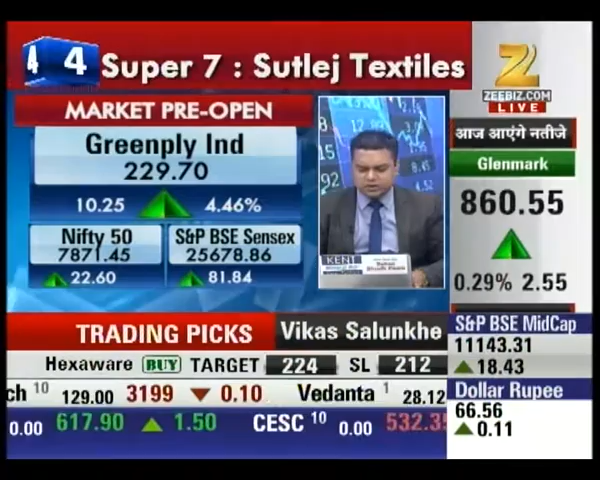 4 4 Super 7 : Sutlej Textiles
ZEEBIZ.COM
LIVE
MARKET PRE-OPEN
Greenply Ind
229.70
10.25 4.46%
Nifty 50
7871.45
22.60
S&P BSE Sensex
25678.86
81.84
आज आएंगे नतीजे
Glenmark
860.55
0.29% 2.55
TRADING PICKS Vikas Salunkhe
Hexaware BUY TARGET 224 SL 212
ch 10 129.00 3199 0.10 Vedanta 1 28.12
0.00 617.90 1.50 CESC 10 0.00 532.35
S&P BSE MidCap
11143.31
18.43
Dollar Rupee
66.56
0.11